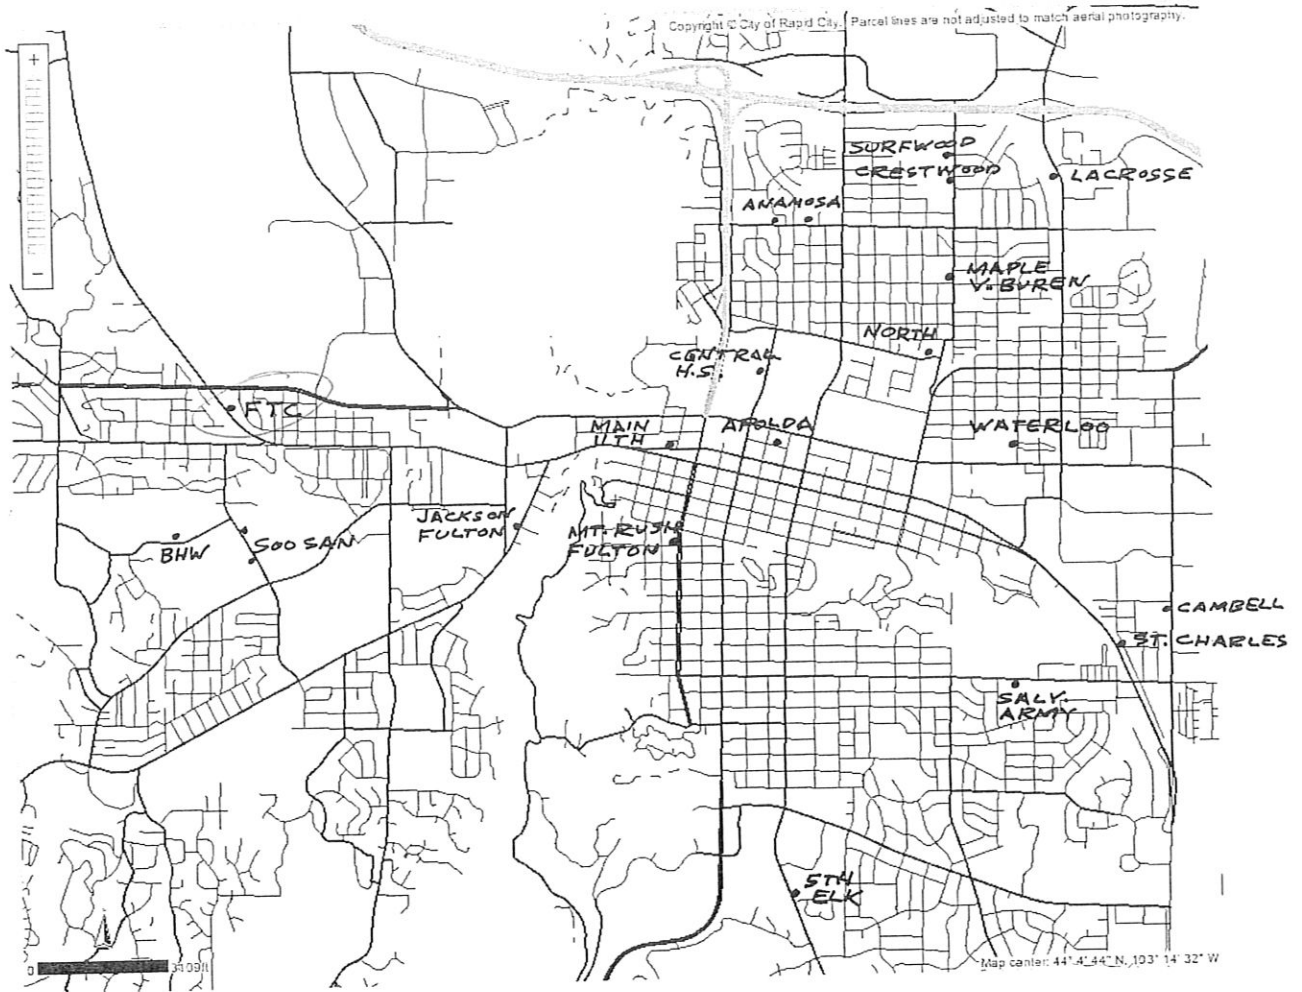 Copyright © City of Rapid City. Parcel lines are not adjusted to match aerial photography.
+
SURFWOOD
CRESTWOOD
LACROSSE
ANAMOSA
-
MAPLE
V. BUREN
NORTH
CENTRAL
H.S.
FTC
MAIN
11TH
APOLDA
WATERLOO
JACKSON
FULTON
MT. RUSH
FULTON
BHW
SOO SAN
CAMBELL
ST. CHARLES
SALV.
ARMY
5TH
ELK
0
3109ft
Map center: 44° 4' 44" N, 103° 14' 32" W